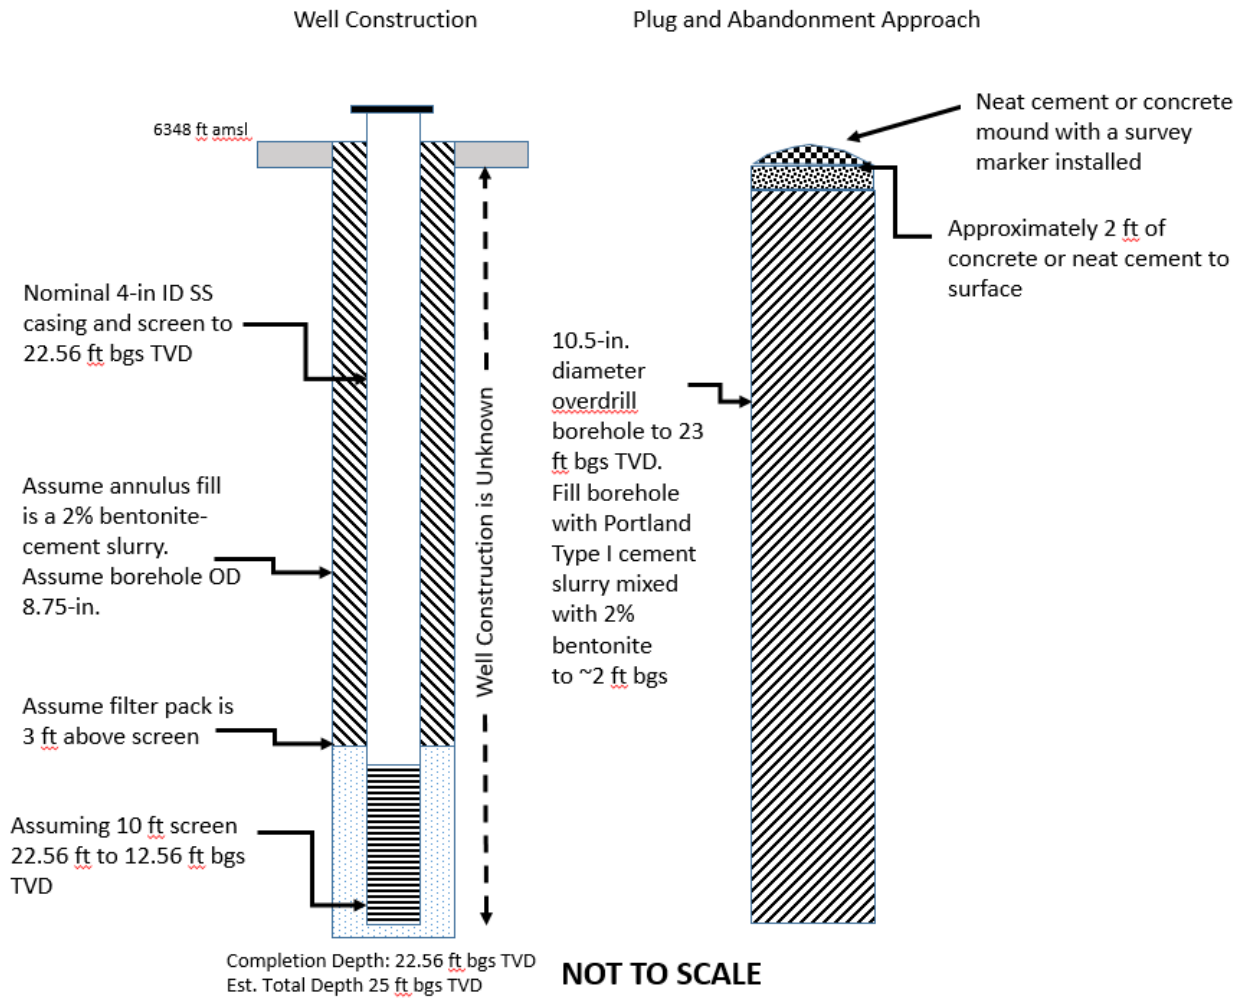 Well Construction
Plug and Abandonment Approach
6348 ft amsl
Nominal 4-in ID SS
casing and screen to
22.56 ft bgs TVD
Assume annulus fill
is a 2% bentonite-
cement slurry.
Assume borehole OD
8.75-in.
Assume filter pack is
3 ft above screen
Assuming 10 ft screen
22.56 ft to 12.56 ft bgs
TVD
Well Construction is Unknown
Completion Depth: 22.56 ft bgs TVD
Est. Total Depth 25 ft bgs TVD
Neat cement or concrete
mound with a survey
marker installed
Approximately 2 ft of
concrete or neat cement to
surface
10.5-in.
diameter
overdrill
borehole to 23
ft bgs TVD.
Fill borehole
with Portland
Type I cement
slurry mixed
with 2%
bentonite
to ~2 ft bgs
NOT TO SCALE